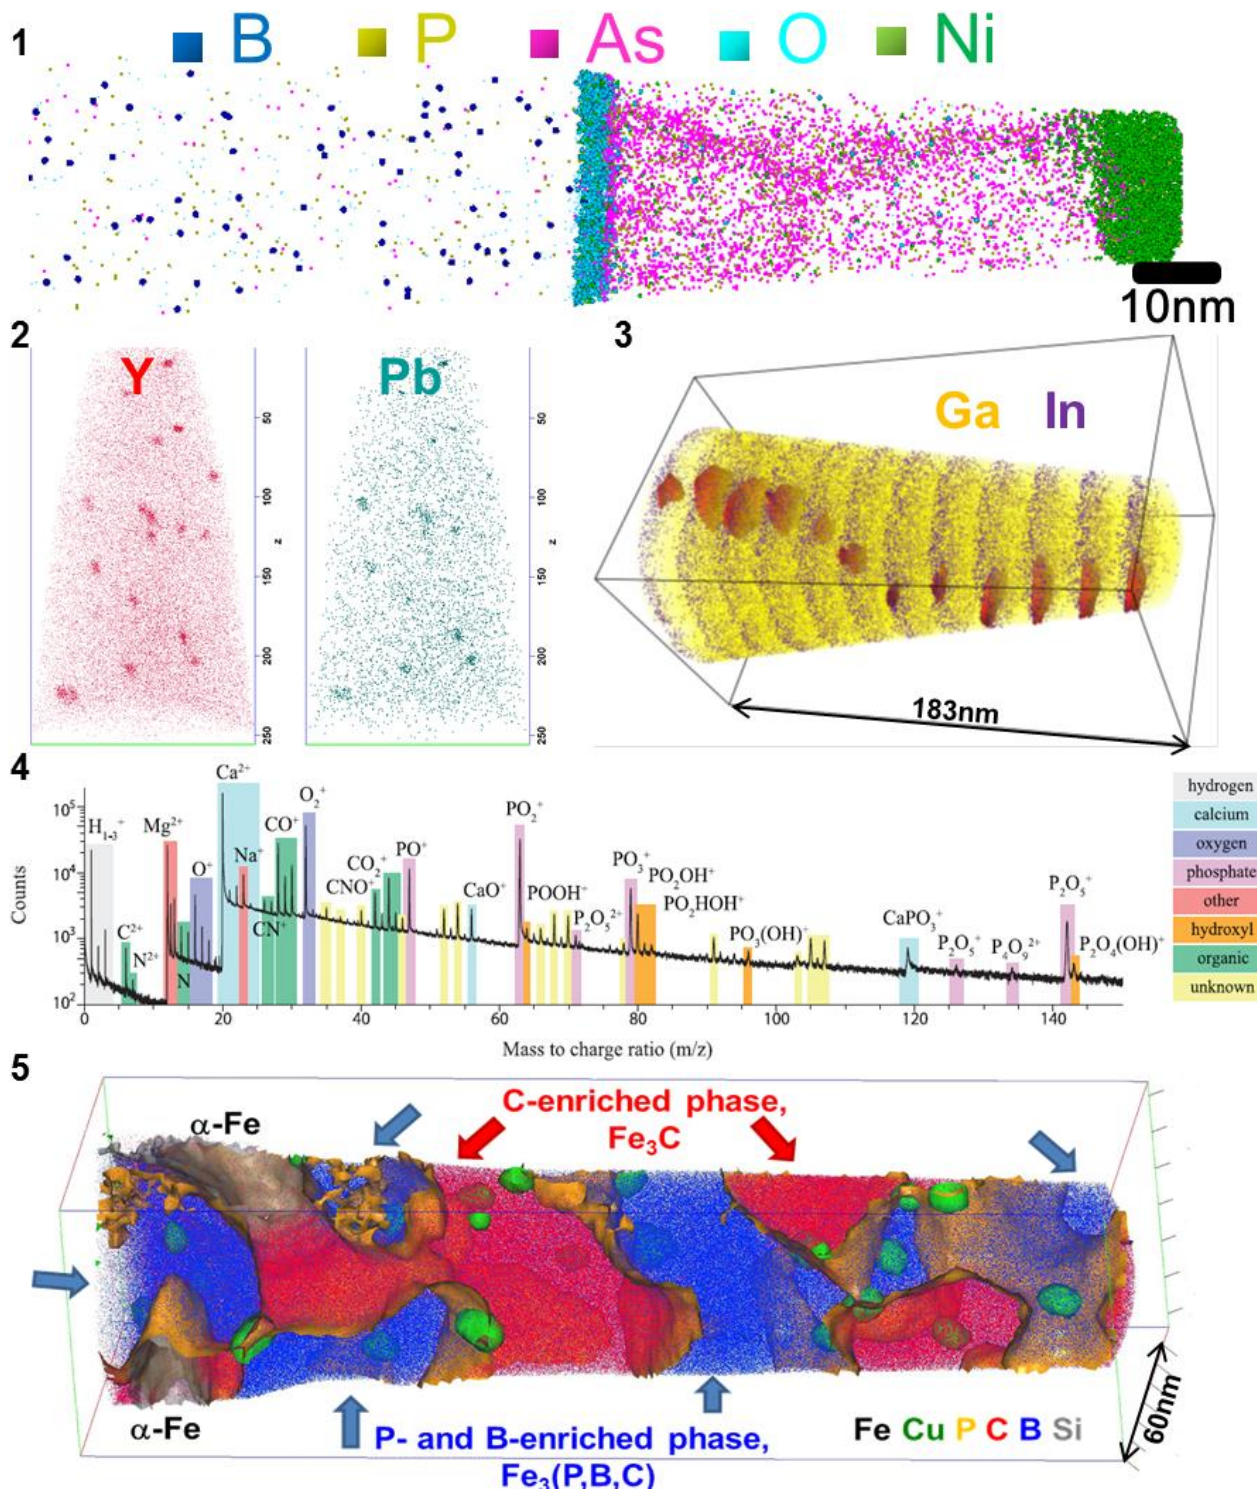 1
B P As O Ni
10nm
2
Y
50
100
z
150
200
250
Pb
50
100
z
150
200
250
3
Ga In
183nm
4
Counts
10⁵
10⁴
10³
10²
H₁₋₃⁺
C²⁺
N²⁺
Mg²⁺
N
O⁺
Ca²⁺
Na⁺
CN⁺
CO⁺
O₂⁺
CNO⁺
CO₂⁺
PO⁺
CaO⁺
PO₂⁺
POOH⁺
P₂O₅²⁺
PO₃⁺
PO₂OH⁺
PO₂HOH⁺
PO₃(OH)⁺
CaPO₃⁺
P₂O₅⁺
P₄O₉²⁺
P₂O₅⁺
P₂O₄(OH)⁺
0 20 40 60 80 100 120 140
Mass to charge ratio (m/z)
hydrogen
calcium
oxygen
phosphate
other
hydroxyl
organic
unknown
5
α-Fe
C-enriched phase,
Fe₃C
α-Fe
P- and B-enriched phase,
Fe₃(P,B,C)
Fe Cu P C B Si
60nm